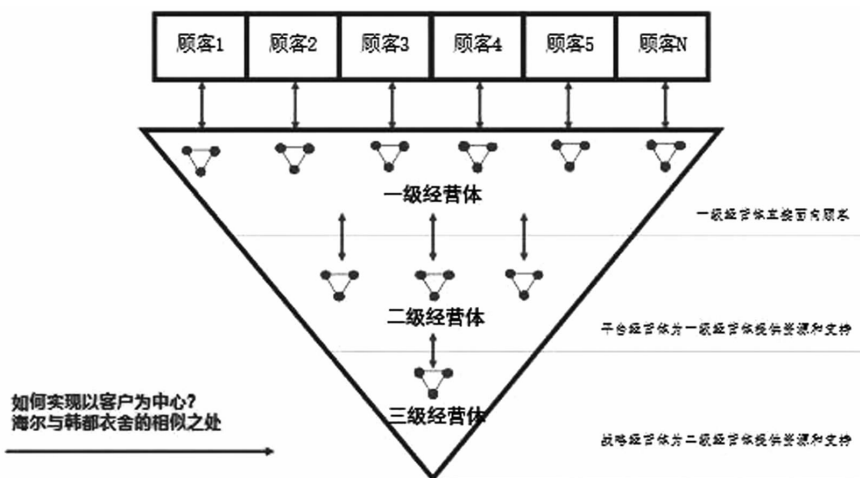 顾客1 顾客2 顾客3 顾客4 顾客5 顾客N
一级经营体
一级经营体直接面向顾客
二级经营体
平台经营体为一级经营体提供资源和支持
如何实现以客户为中心?
海尔与韩都衣舍的相似之处
三级经营体
战略经营体为二级经营体提供资源和支持